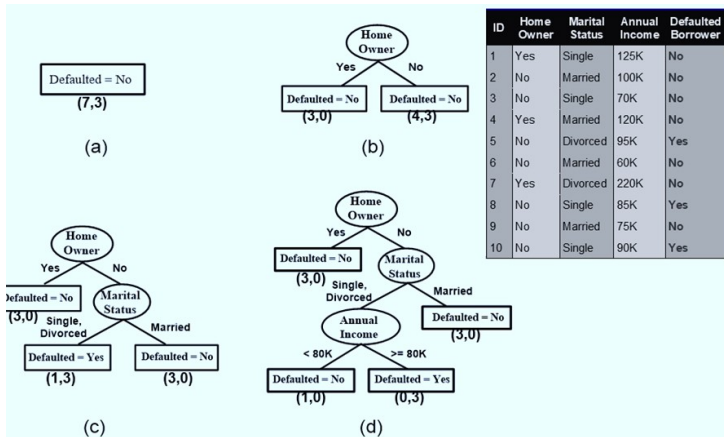 Defaulted = No
(7,3)
(a)
Home
Owner
Yes
No
Defaulted = No
Defaulted = No
(3,0)
(4,3)
(b)
ID Home Owner Marital Status Annual Income Defaulted Borrower
1 Yes Single 125K No
2 No Married 100K No
3 No Single 70K No
4 Yes Married 120K No
5 No Divorced 95K Yes
6 No Married 60K No
7 Yes Divorced 220K No
8 No Single 85K Yes
9 No Married 75K No
10 No Single 90K Yes
Home
Owner
Yes
No
Defaulted = No
(3,0)
Marital
Status
Single,
Divorced
Married
Defaulted = Yes
Defaulted = No
(1,3)
(3,0)
(c)
Home
Owner
Yes
No
Defaulted = No
(3,0)
Marital
Status
Single,
Divorced
Married
Defaulted = No
(3,0)
Annual
Income
< 80K
>= 80K
Defaulted = No
Defaulted = Yes
(1,0)
(0,3)
(d)